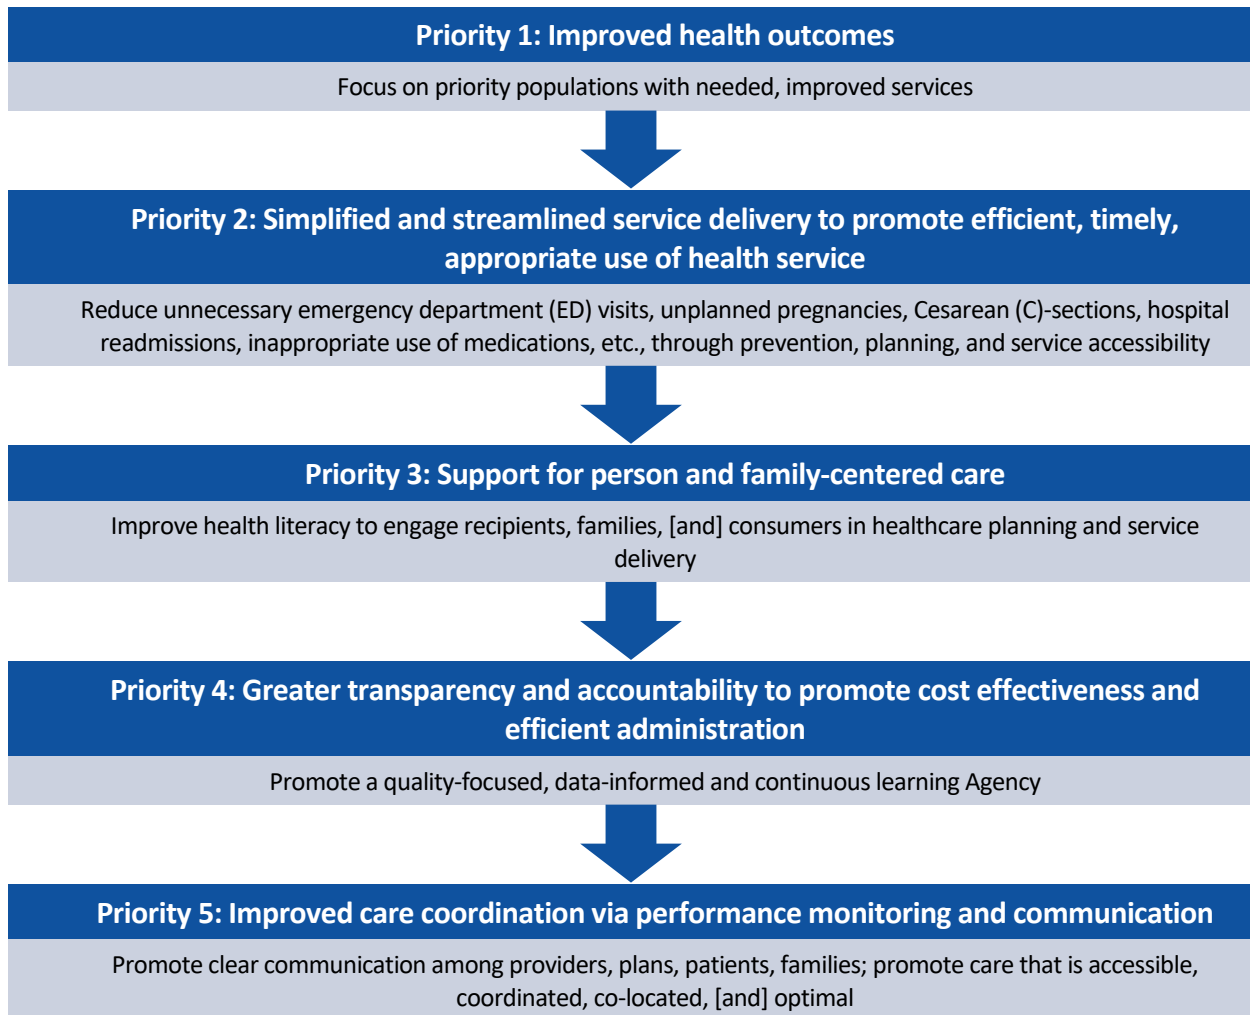 Priority 1: Improved health outcomes
Focus on priority populations with needed, improved services
Priority 2: Simplified and streamlined service delivery to promote efficient, timely,
appropriate use of health service
Reduce unnecessary emergency department (ED) visits, unplanned pregnancies, Cesarean (C)-sections, hospital
readmissions, inappropriate use of medications, etc., through prevention, planning, and service accessibility
Priority 3: Support for person and family-centered care
Improve health literacy to engage recipients, families, [and] consumers in healthcare planning and service
delivery
Priority 4: Greater transparency and accountability to promote cost effectiveness and
efficient administration
Promote a quality-focused, data-informed and continuous learning Agency
Priority 5: Improved care coordination via performance monitoring and communication
Promote clear communication among providers, plans, patients, families; promote care that is accessible,
coordinated, co-located, [and] optimal